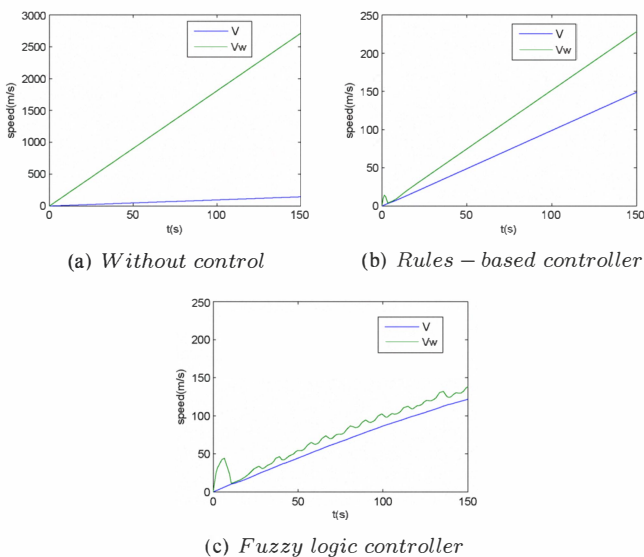 3000
2500
2000
1500
1000
500
0
speed(m/s)
V
Vw
0 50 100 150
t(s)
(a) Without control
250
200
150
100
50
0
speed(m/s)
V
Vw
0 50 100 150
t(s)
(b) Rules − based controller
250
200
150
100
50
0
speed(m/s)
V
Vw
0 50 100 150
t(s)
(c) Fuzzy logic controller